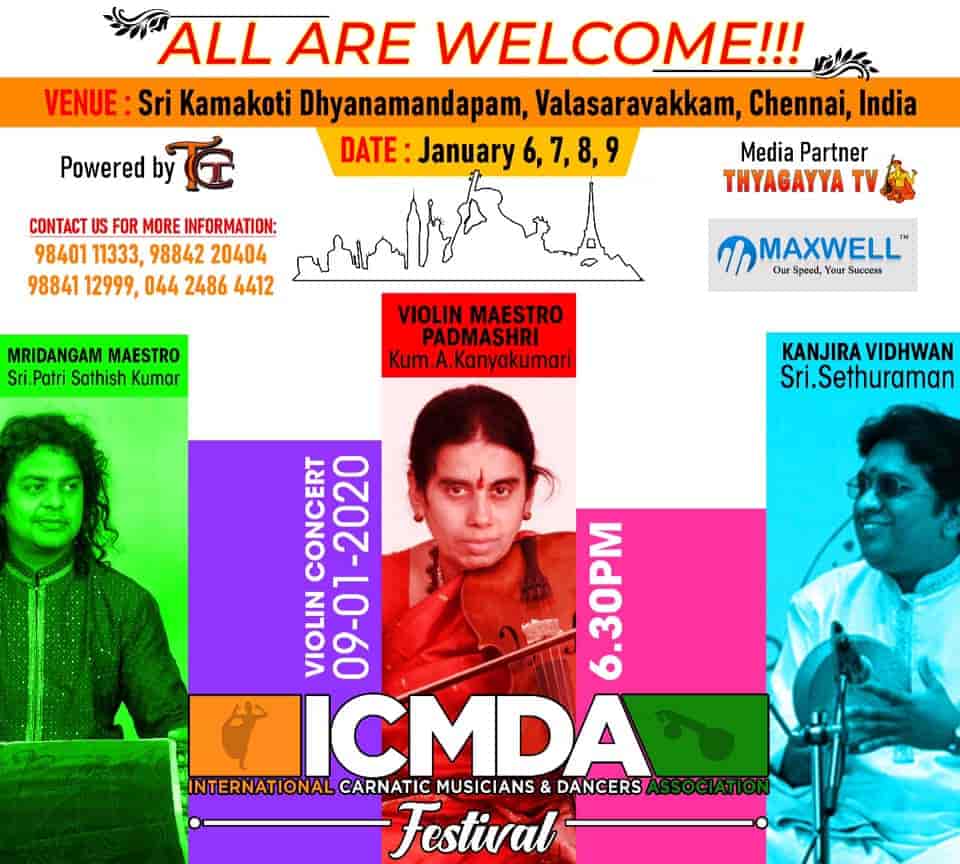 ALL ARE WELCOME!!!
VENUE : Sri Kamakoti Dhyanamandapam, Valasaravakkam, Chennai, India
DATE : January 6, 7, 8, 9
Powered by TCT
Media Partner
THYAGAYYA TV
CONTACT US FOR MORE INFORMATION:
98401 11333, 98842 20404
98841 12999, 044 2486 4412
MAXWELL™
Our Speed, Your Success
MRIDANGAM MAESTRO
Sri.Patri Sathish Kumar
VIOLIN MAESTRO
PADMASHRI
Kum.A.Kanyakumari
KANJIRA VIDHWAN
Sri.Sethuraman
VIOLIN CONCERT
09-01-2020
6.30PM
ICMDA
INTERNATIONAL CARNATIC MUSICIANS & DANCERS ASSOCIATION
Festival